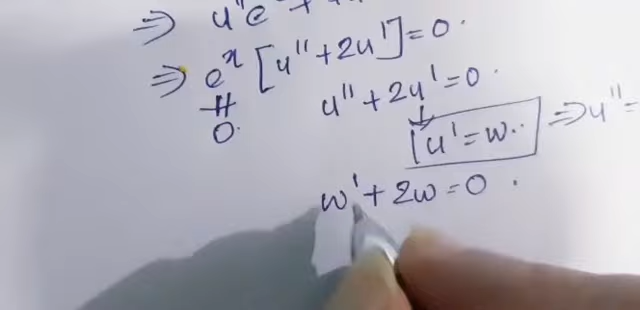 ⇒ u''e
⇒ e^x [u'' + 2u'] = 0.
≠
0.
u'' + 2u' = 0.
↓
u' = w.. ⇒ u'' =
w' + 2w = 0.